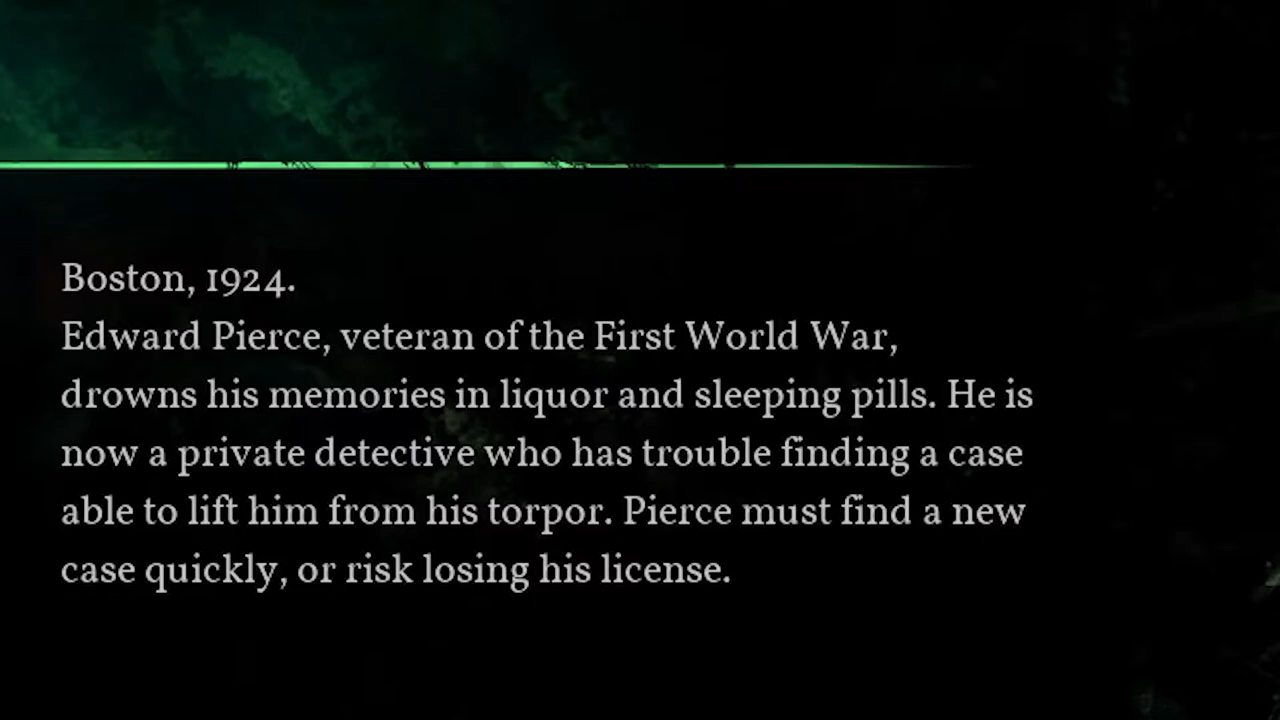 Boston, 1924.
Edward Pierce, veteran of the First World War,
drowns his memories in liquor and sleeping pills. He is
now a private detective who has trouble finding a case
able to lift him from his torpor. Pierce must find a new
case quickly, or risk losing his license.